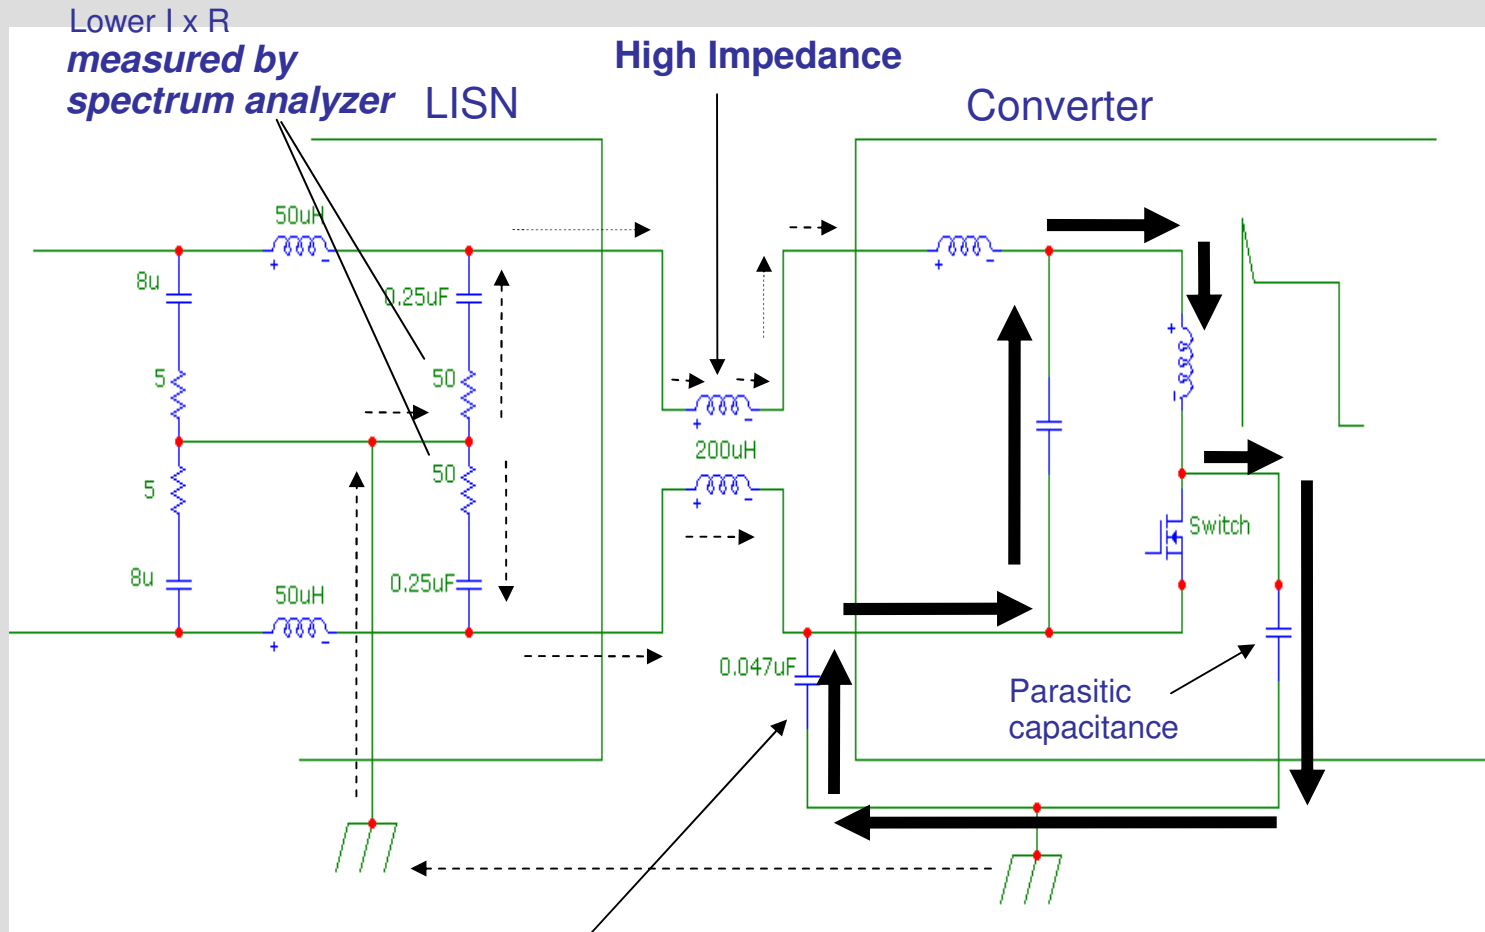 Lower I x R
measured by
spectrum analyzer
LISN
High Impedance
Converter
50uH
+ -
8u
0.25uF
5
50
+ -
+
-
+ -
200uH
5
50
+ -
Switch
8u
50uH
0.25uF
+ -
0.047uF
Parasitic
capacitance